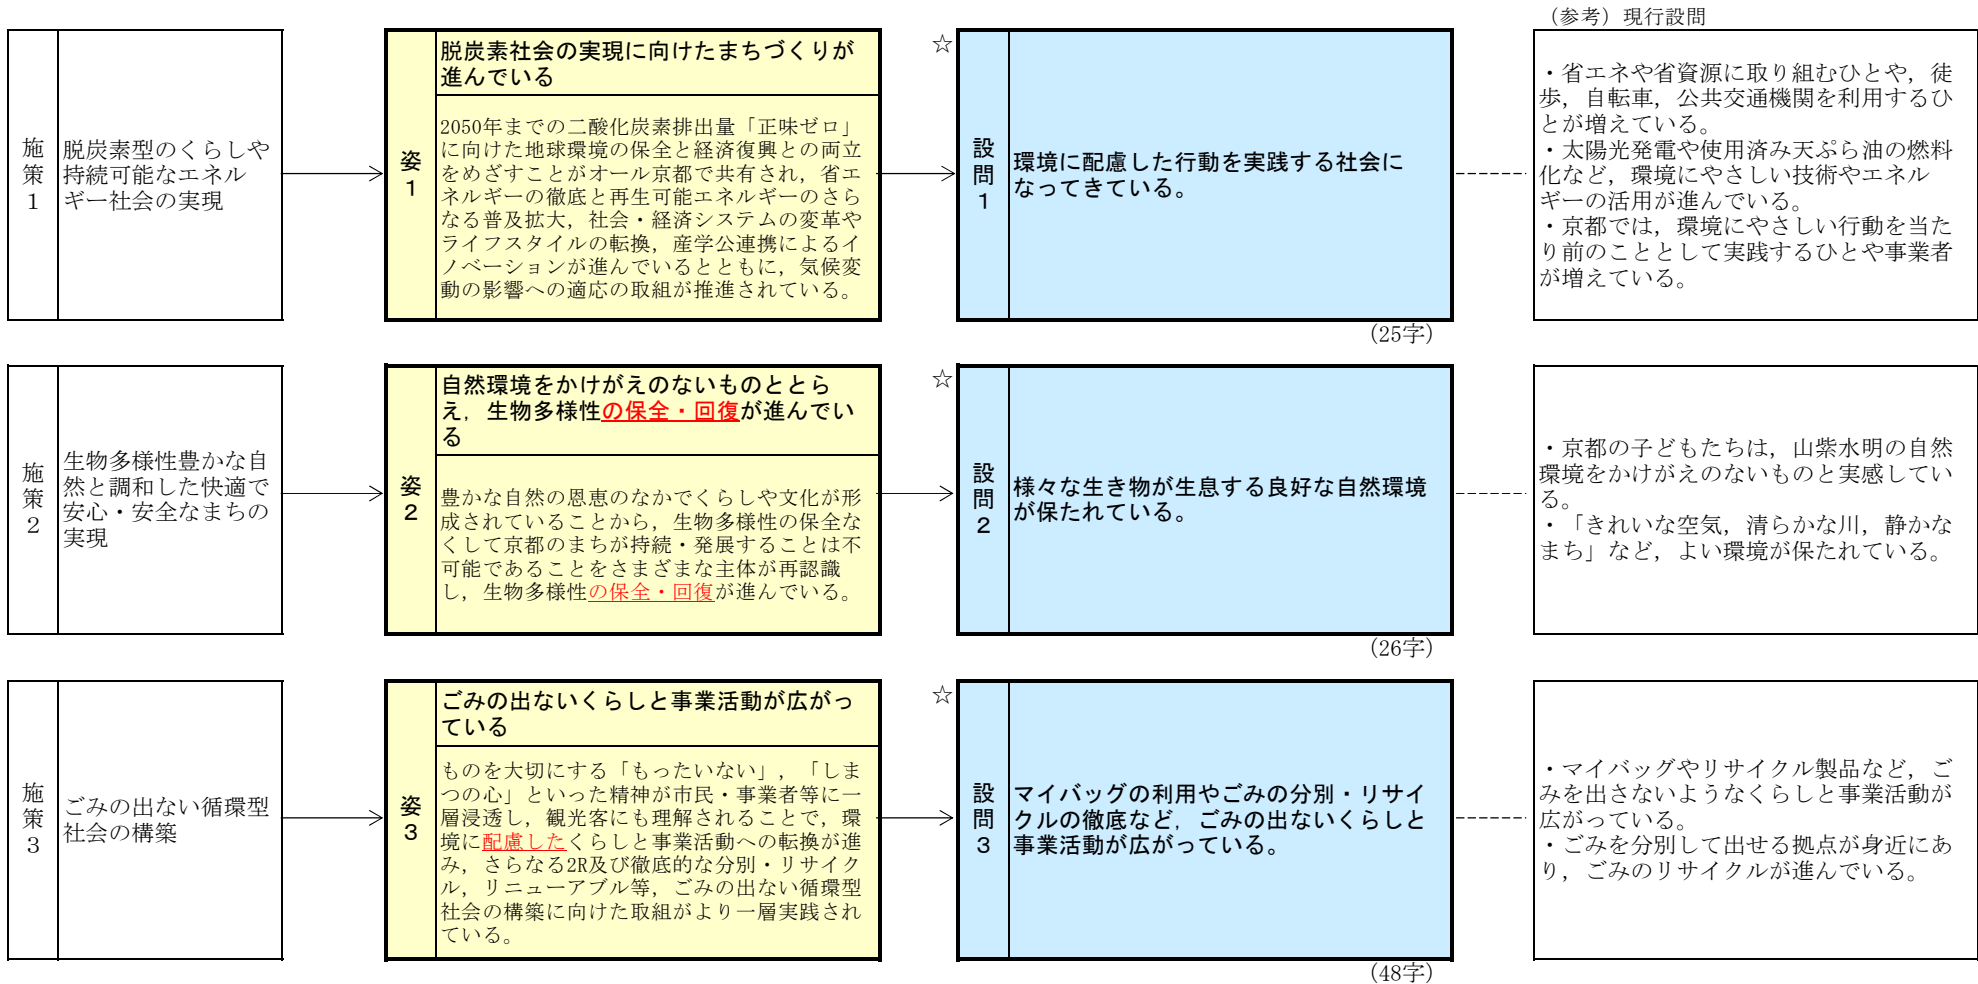 （参考）現行設問
施策1
脱炭素型のくらしや
持続可能なエネル
ギー社会の実現
姿1
脱炭素社会の実現に向けたまちづくりが
進んでいる
2050年までの二酸化炭素排出量「正味ゼロ」
に向けた地球環境の保全と経済復興との両立
をめざすことがオール京都で共有され，省エ
ネルギーの徹底と再生可能エネルギーのさら
なる普及拡大，社会・経済システムの変革や
ライフスタイルの転換，産学公連携によるイ
ノベーションが進んでいるとともに，気候変
動の影響への適応の取組が推進されている。
☆
設問1
環境に配慮した行動を実践する社会に
なってきている。
(25字)
・省エネや省資源に取り組むひとや，徒
歩，自転車，公共交通機関を利用するひ
とが増えている。
・太陽光発電や使用済み天ぷら油の燃料
化など，環境にやさしい技術やエネル
ギーの活用が進んでいる。
・京都では，環境にやさしい行動を当た
り前のこととして実践するひとや事業者
が増えている。
施策2
生物多様性豊かな自
然と調和した快適で
安心・安全なまちの
実現
姿2
自然環境をかけがえのないものととら
え，生物多様性の保全・回復が進んでい
る
豊かな自然の恩恵のなかでくらしや文化が形
成されていることから，生物多様性の保全な
くして京都のまちが持続・発展することは不
可能であることをさまざまな主体が再認識
し，生物多様性の保全・回復が進んでいる。
☆
設問2
様々な生き物が生息する良好な自然環境
が保たれている。
(26字)
・京都の子どもたちは，山紫水明の自然
環境をかけがえのないものと実感してい
る。
・「きれいな空気，清らかな川，静かな
まち」など，よい環境が保たれている。
施策3
ごみの出ない循環型
社会の構築
姿3
ごみの出ないくらしと事業活動が広がっ
ている
ものを大切にする「もったいない」，「しま
つの心」といった精神が市民・事業者等に一
層浸透し，観光客にも理解されることで，環
境に配慮したくらしと事業活動への転換が進
み，さらなる2R及び徹底的な分別・リサイク
ル，リニューアブル等，ごみの出ない循環型
社会の構築に向けた取組がより一層実践され
ている。
☆
設問3
マイバッグの利用やごみの分別・リサイ
クルの徹底など，ごみの出ないくらしと
事業活動が広がっている。
(48字)
・マイバッグやリサイクル製品など，ご
みを出さないようなくらしと事業活動が
広がっている。
・ごみを分別して出せる拠点が身近にあ
り，ごみのリサイクルが進んでいる。